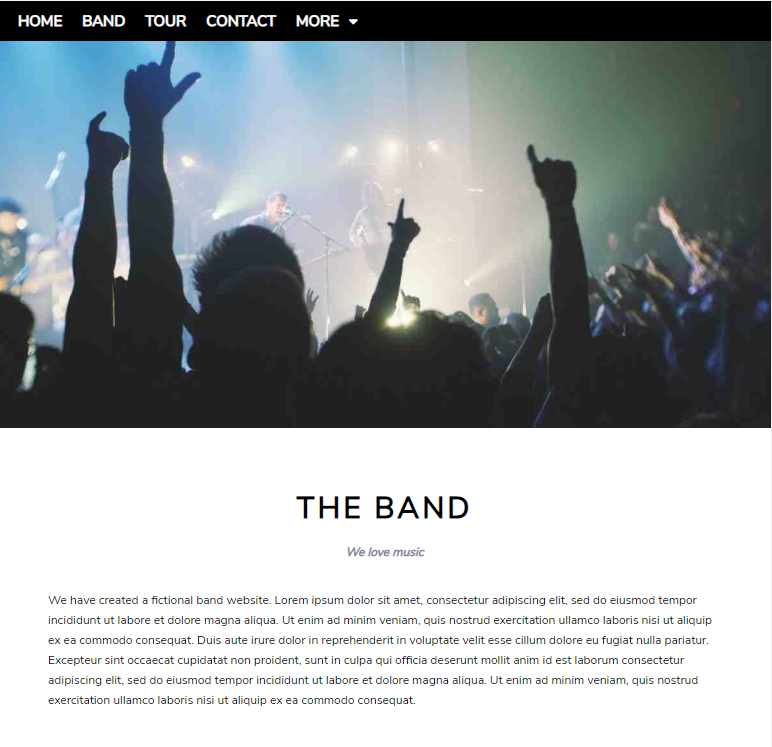 HOME BAND TOUR CONTACT MORE
THE BAND
We love music
We have created a fictional band website. Lorem ipsum dolor sit amet, consectetur adipiscing elit, sed do eiusmod tempor
incididunt ut labore et dolore magna aliqua. Ut enim ad minim veniam, quis nostrud exercitation ullamco laboris nisi ut aliquip
ex ea commodo consequat. Duis aute irure dolor in reprehenderit in voluptate velit esse cillum dolore eu fugiat nulla pariatur.
Excepteur sint occaecat cupidatat non proident, sunt in culpa qui officia deserunt mollit anim id est laborum consectetur
adipiscing elit, sed do eiusmod tempor incididunt ut labore et dolore magna aliqua. Ut enim ad minim veniam, quis nostrud
exercitation ullamco laboris nisi ut aliquip ex ea commodo consequat.